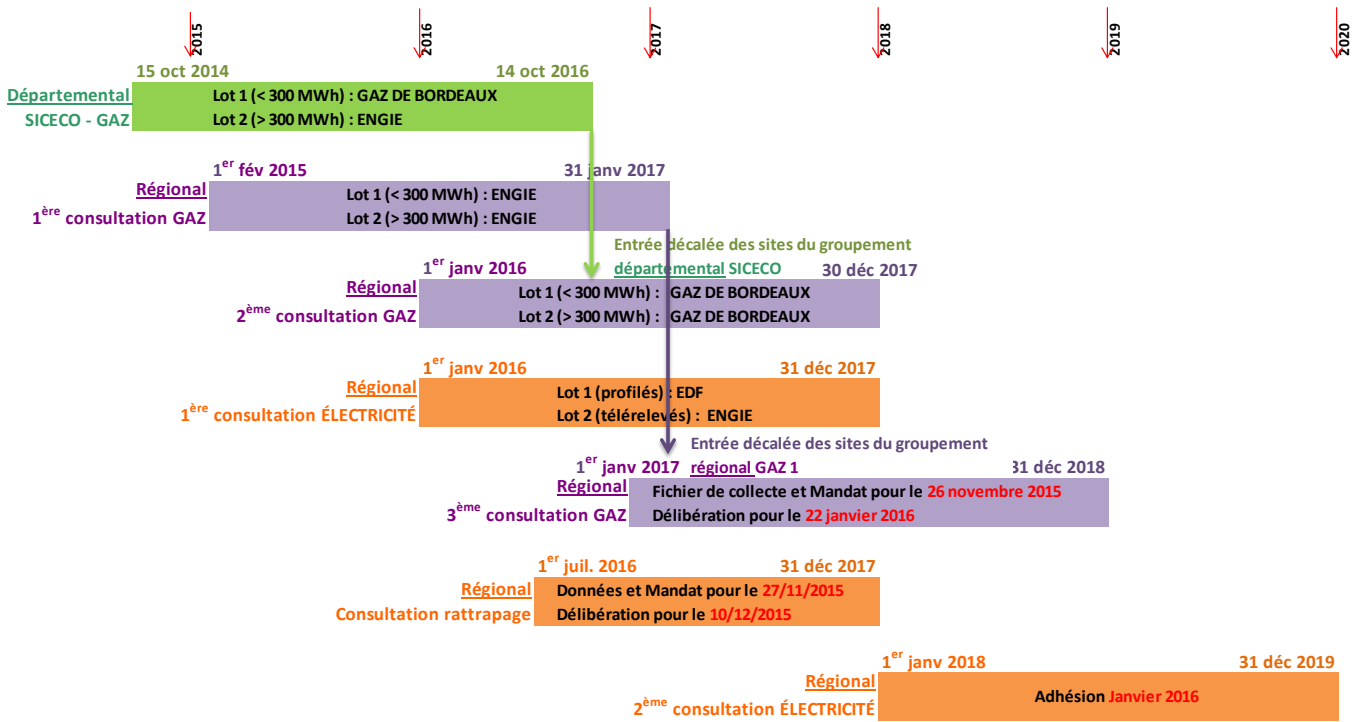 2015
2016
2017
2018
2019
2020
15 oct 2014
14 oct 2016
Départemental
SICECO - GAZ
Lot 1 (< 300 MWh) : GAZ DE BORDEAUX
Lot 2 (> 300 MWh) : ENGIE
1er fév 2015
31 janv 2017
Régional
1ère consultation GAZ
Lot 1 (< 300 MWh) : ENGIE
Lot 2 (> 300 MWh) : ENGIE
Entrée décalée des sites du groupement
départemental SICECO
1er janv 2016
30 déc 2017
Régional
2ème consultation GAZ
Lot 1 (< 300 MWh) : GAZ DE BORDEAUX
Lot 2 (> 300 MWh) : GAZ DE BORDEAUX
1er janv 2016
31 déc 2017
Régional
1ère consultation ÉLECTRICITÉ
Lot 1 (profilés) : EDF
Lot 2 (télérelevés) : ENGIE
Entrée décalée des sites du groupement
régional GAZ 1
1er janv 2017
31 déc 2018
Régional
3ème consultation GAZ
Fichier de collecte et Mandat pour le 26 novembre 2015
Délibération pour le 22 janvier 2016
1er juil. 2016
31 déc 2017
Régional
Consultation rattrapage
Données et Mandat pour le 27/11/2015
Délibération pour le 10/12/2015
1er janv 2018
31 déc 2019
Régional
2ème consultation ÉLECTRICITÉ
Adhésion Janvier 2016